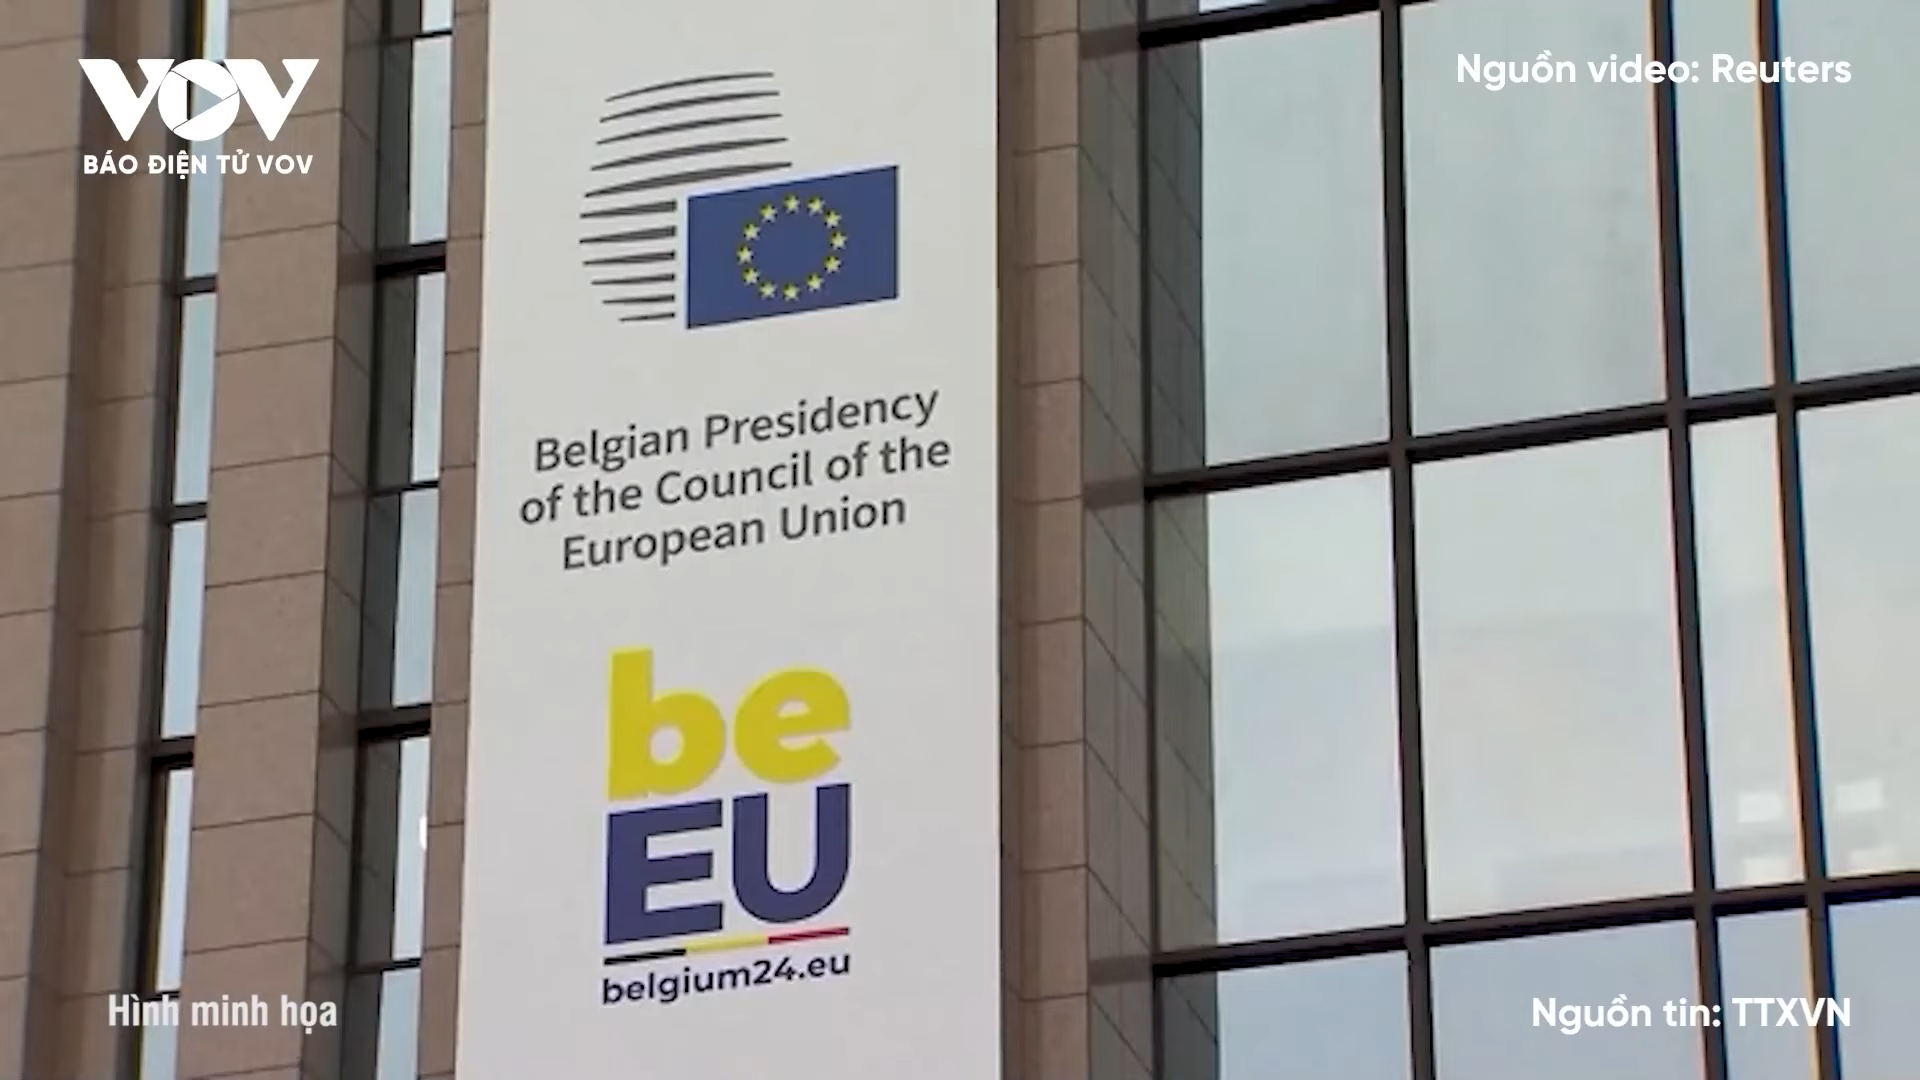 VOV
BÁO ĐIỆN TỬ VOV
Nguồn video: Reuters
Belgian Presidency
of the Council of the
European Union
be
EU
belgium24.eu
Hình minh họa
Nguồn tin: TTXVN